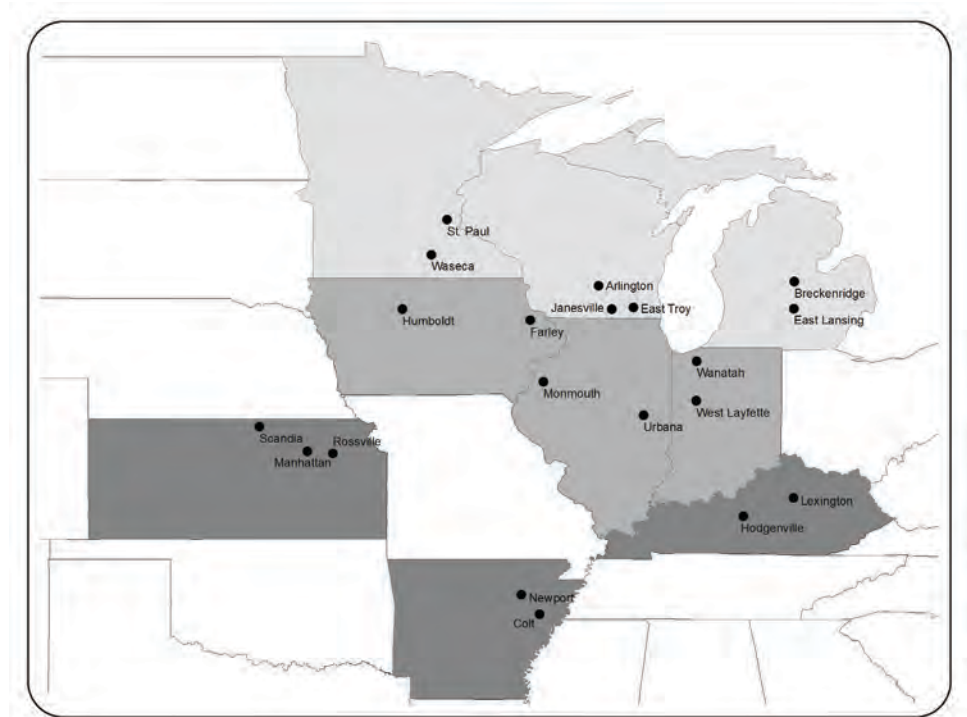 St. Paul
Waseca
Arlington
Janesville
East Troy
Breckenridge
East Lansing
Humboldt
Farley
Wanatah
Monmouth
West Layfette
Urbana
Scandia
Rossville
Manhattan
Lexington
Hodgenville
Newport
Colt